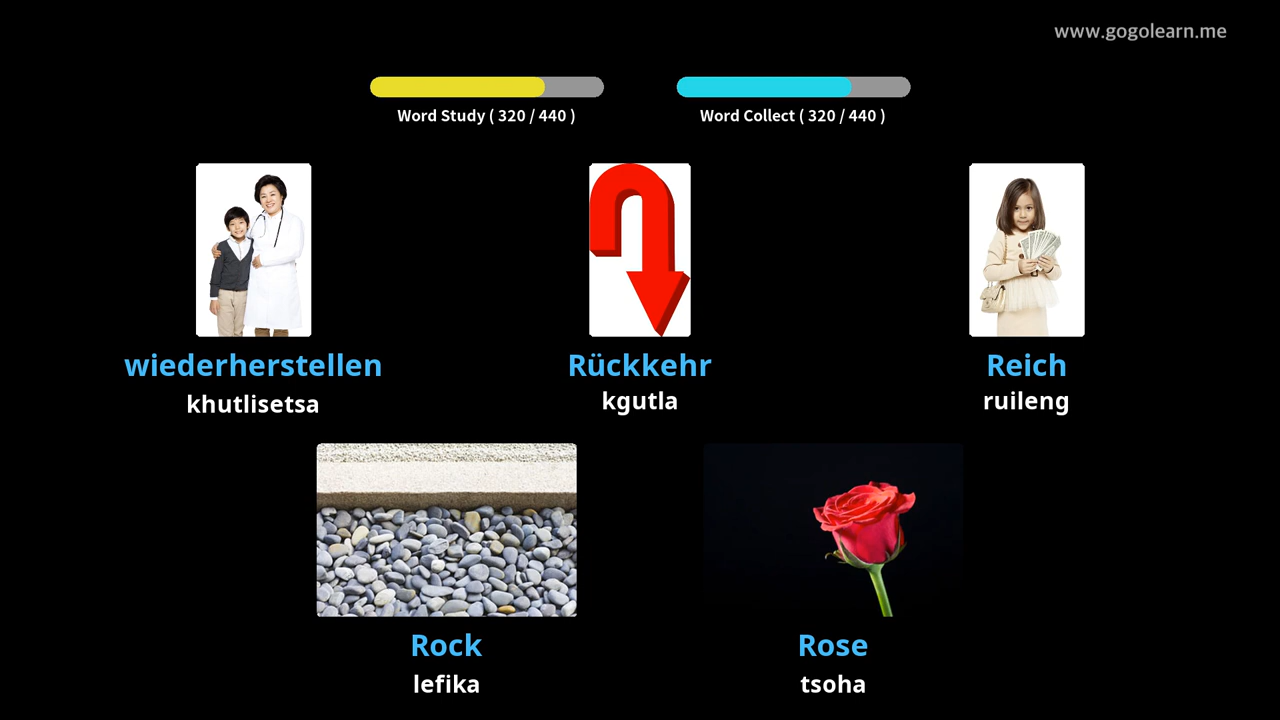 www.gogolearn.me
Word Study ( 320 / 440 )
Word Collect ( 320 / 440 )
wiederherstellen
khutlisetsa
Rückkehr
kgutla
Reich
ruileng
Rock
lefika
Rose
tsoha